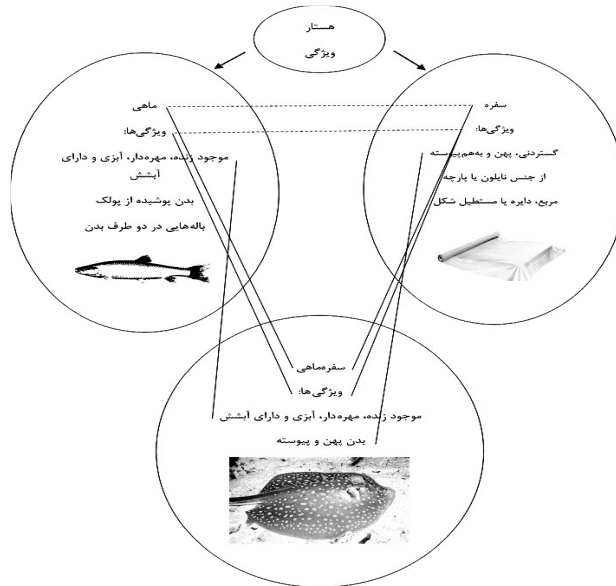 هستار
ویژگی
سفره
ویژگی‌ها:
گستردنی، پهن و به‌هم‌پیوسته
از جنس نایلون یا پارچه
مربع، دایره یا مستطیل شکل
ماهی
ویژگی‌ها:
موجود زنده، مهره‌دار، آبزی و دارای
آبشش
بدن پوشیده از پولک
باله‌هایی در دو طرف بدن
سفره‌ماهی
ویژگی‌ها:
موجود زنده، مهره‌دار، آبزی و دارای آبشش
بدن پهن و پیوسته